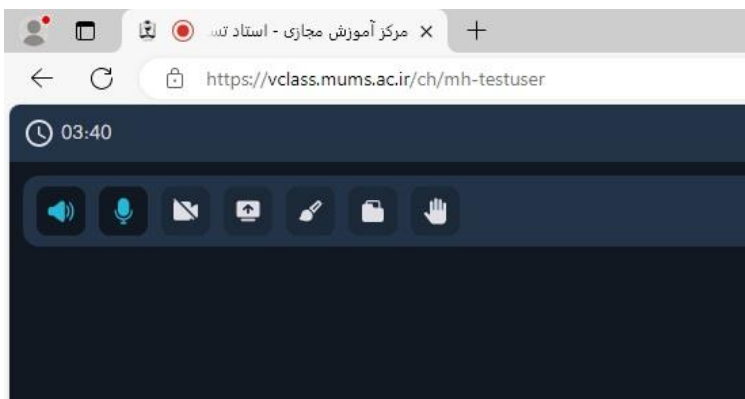 مرکز آموزش مجازی - استاد تس
https://vclass.mums.ac.ir/ch/mh-testuser
03:40